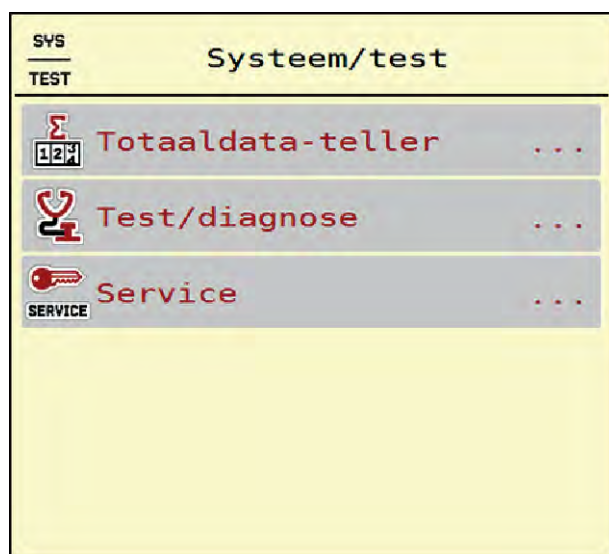 SYS
TEST
Systeem/test
Totaaldata-teller ...
Test/diagnose ...
Service ...
SERVICE